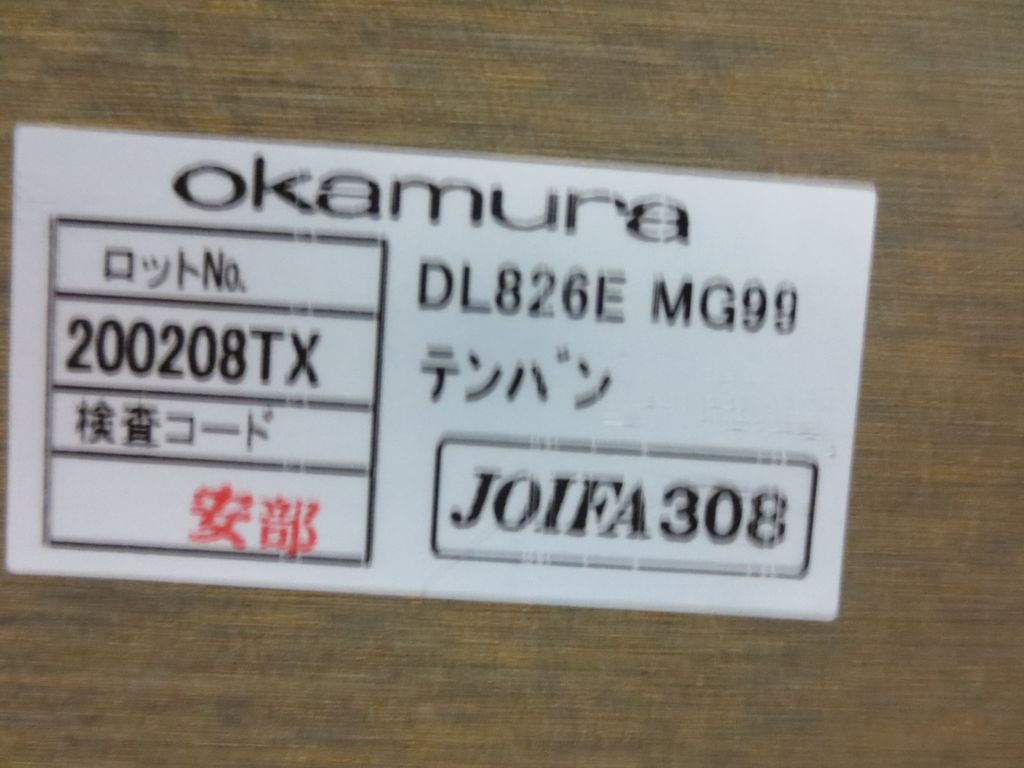 okamura
ロットNo.
200208TX
検査コード
安部
DL826E MG99
テンバン
JOIFA308